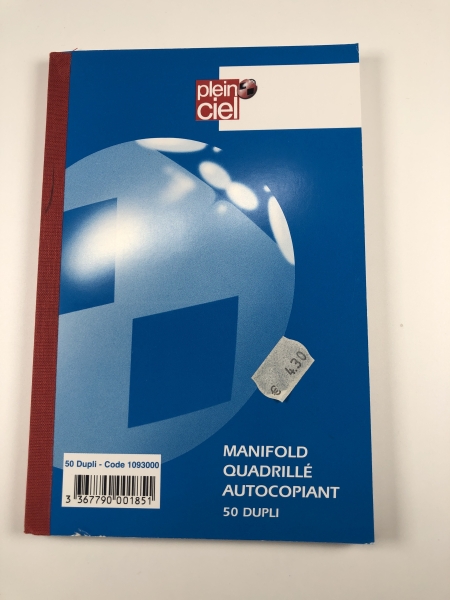 plein
ciel
€ 4.30
MANIFOLD
QUADRILLÉ
AUTOCOPIANT
50 DUPLI
50 Dupli - Code 1093000
3 367790 001851